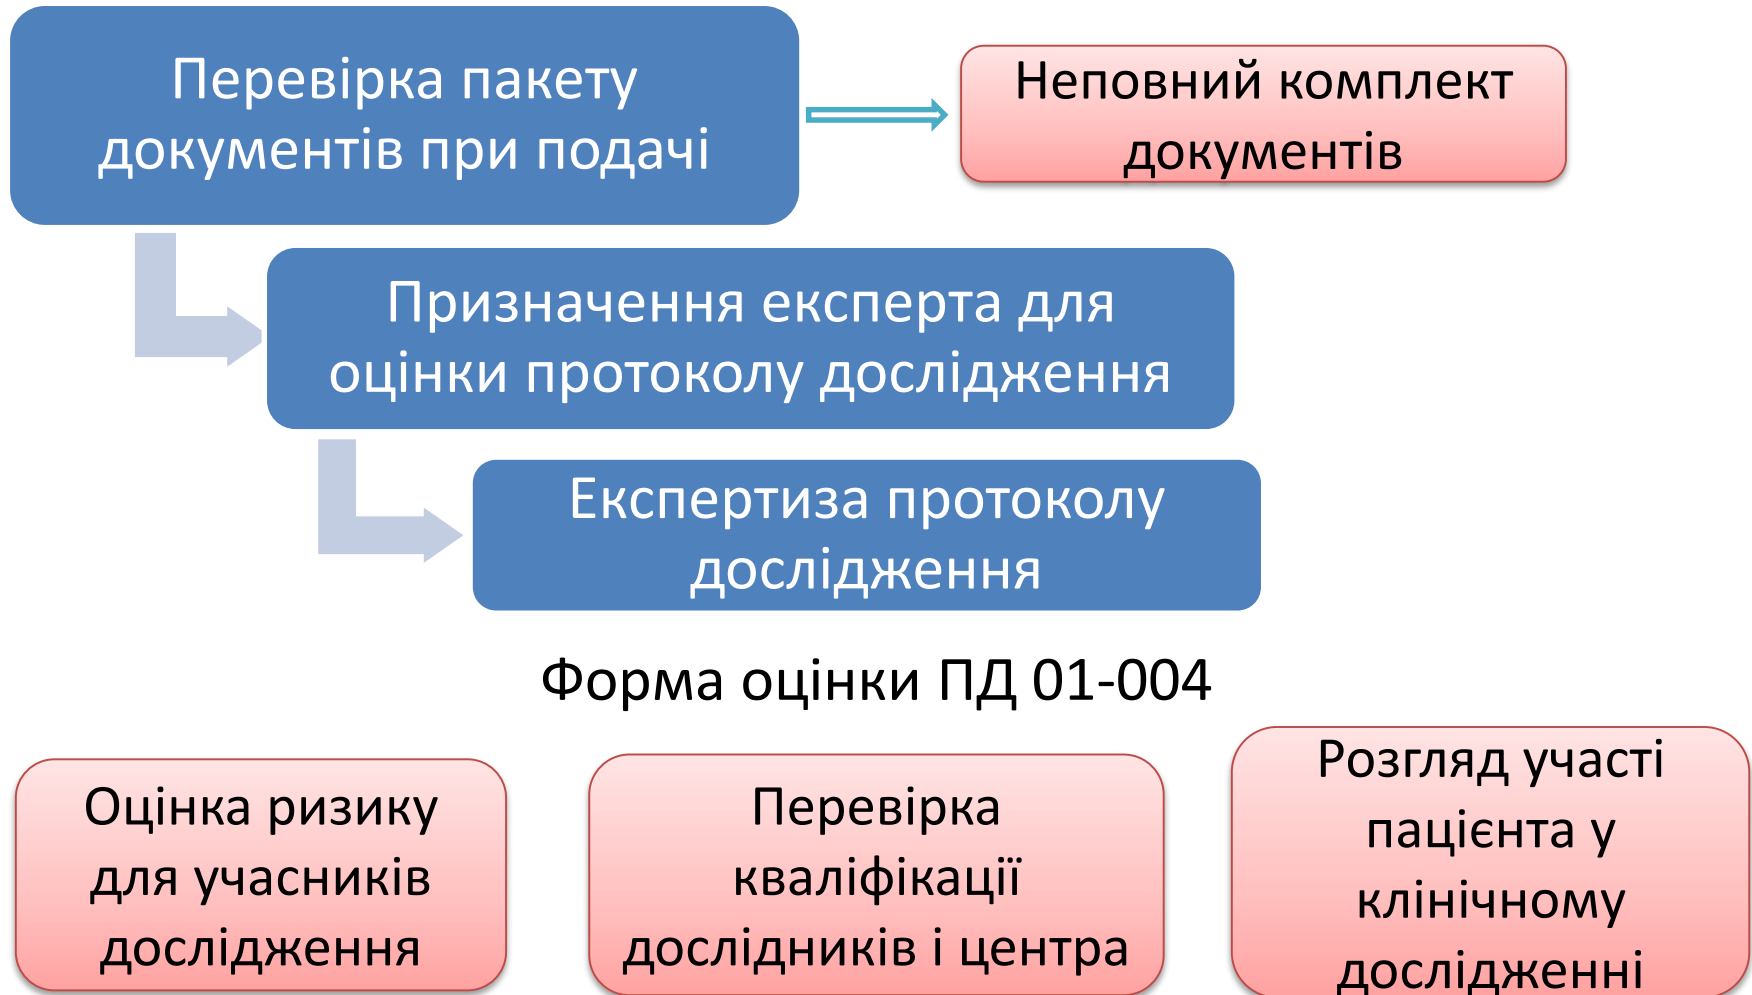 Перевірка пакету
документів при подачі
Неповний комплект
документів
Призначення експерта для
оцінки протоколу дослідження
Експертиза протоколу
дослідження
Форма оцінки ПД 01-004
Оцінка ризику
для учасників
дослідження
Перевірка
кваліфікації
дослідників і центра
Розгляд участі
пацієнта у
клінічному
дослідженні